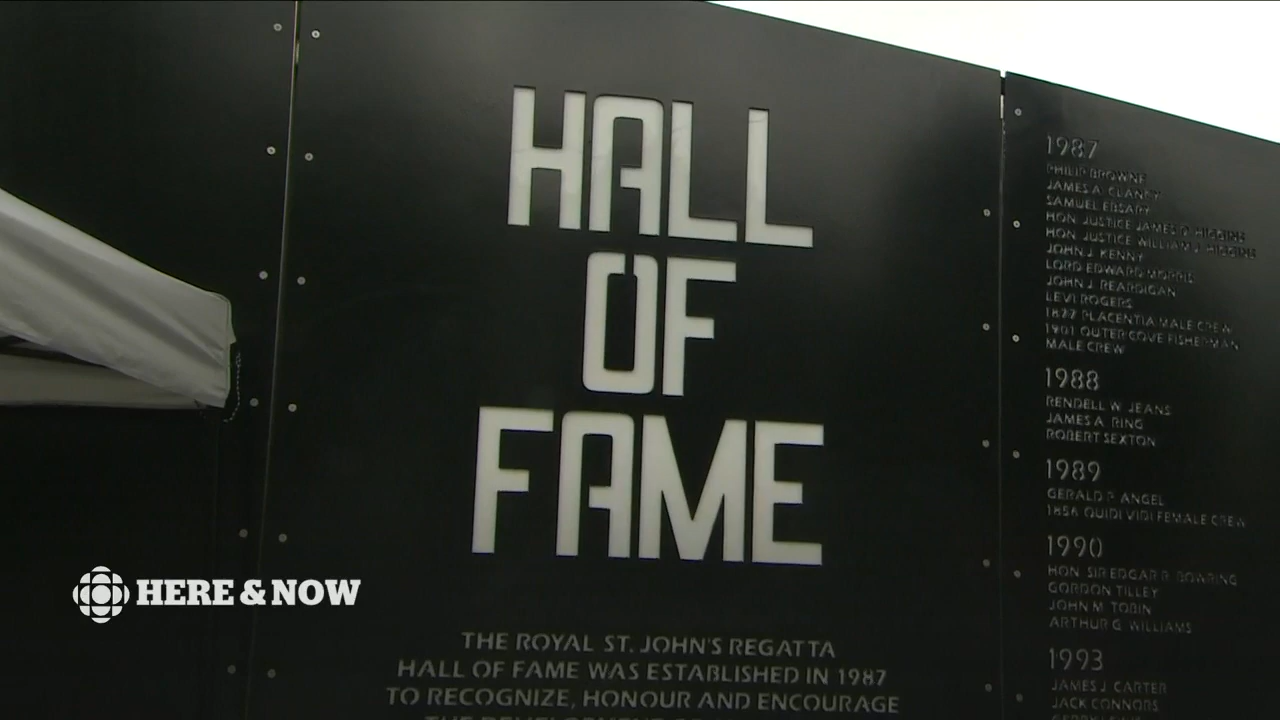 HALL
OF
FAME
THE ROYAL ST. JOHN'S REGATTA
HALL OF FAME WAS ESTABLISHED IN 1987
TO RECOGNIZE, HONOUR AND ENCOURAGE
1987
PHILIP BROWNE
JAMES A. CLANCY
SAMUEL EBSARY
HON. JUSTICE JAMES D. HIGGINS
HON. JUSTICE WILLIAM J. HIGGINS
JOHN J. KENNY
LORD EDWARD MORRIS
JOHN J. REARDIGAN
LEVI ROGERS
1877 PLACENTIA MALE CREW
1901 OUTER COVE FISHERMAN
MALE CREW
1988
RENDELL W. JEANS
JAMES A. RING
ROBERT SEXTON
1989
GERALD P. ANGEL
1856 QUIDI VIDI FEMALE CREW
1990
HON. SIR EDGAR R. BOWRING
GORDON TILLEY
JOHN M. TOBIN
ARTHUR G. WILLIAMS
1993
JAMES J. CARTER
JACK CONNORS
HERE & NOW